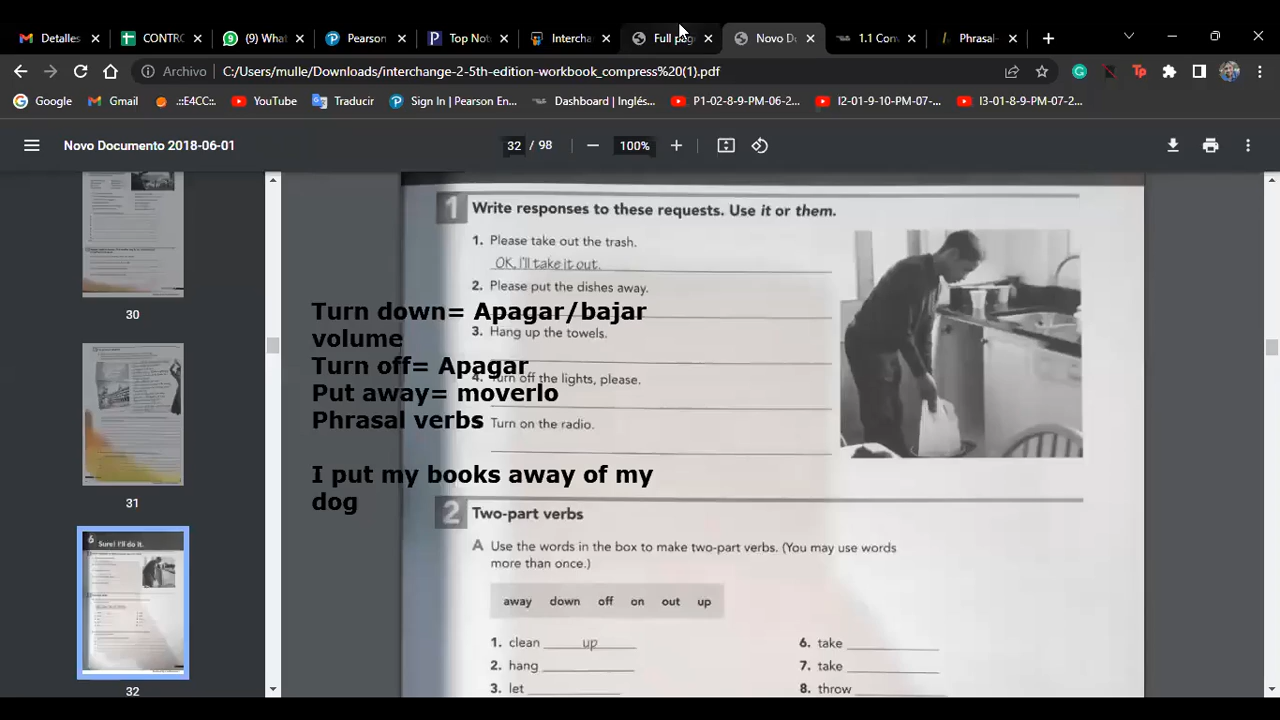 Detalles
CONTRO
(9) What
Pearson
Top Not
Intercha
Full pag
Novo Do
1.1 Con
Phrasal-
Archivo
C:/Users/mulle/Downloads/interchange-2-5th-edition-workbook_compress%20(1).pdf
Google
Gmail
.::E4CC::.
YouTube
Traducir
Sign In | Pearson En...
Dashboard | Inglés...
P1-02-8-9-PM-06-2...
I2-01-9-10-PM-07-...
I3-01-8-9-PM-07-2...
Novo Documento 2018-06-01
32 / 98
100%
30
31
6 Sure! I'll do it.
32
1 Write responses to these requests. Use it or them.
1. Please take out the trash.
OK. I'll take it out.
2. Please put the dishes away.
3. Hang up the towels.
4. Turn off the lights, please.
Turn on the radio.
Turn down= Apagar/bajar
volume
Turn off= Apagar
Put away= moverlo
Phrasal verbs
I put my books away of my
dog
2 Two-part verbs
A Use the words in the box to make two-part verbs. (You may use words
more than once.)
away down off on out up
1. clean up
2. hang
3. let
6. take
7. take
8. throw